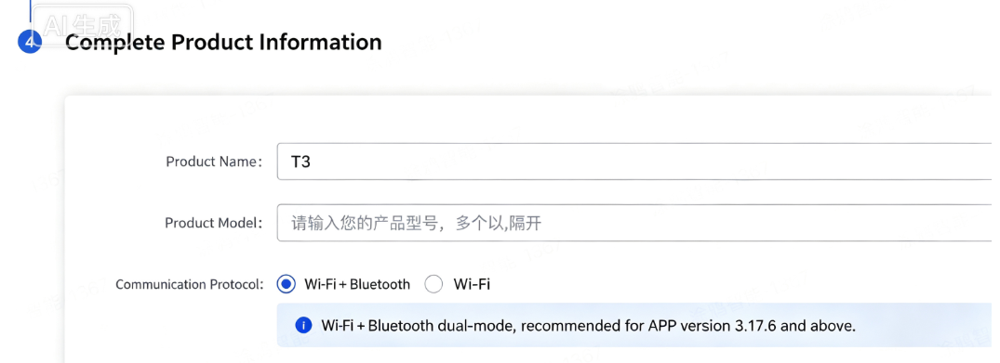 AI生成
4 Complete Product Information
Product Name: T3
Product Model: 请输入您的产品型号，多个以,隔开
Communication Protocol: Wi-Fi + Bluetooth Wi-Fi
Wi-Fi + Bluetooth dual-mode, recommended for APP version 3.17.6 and above.